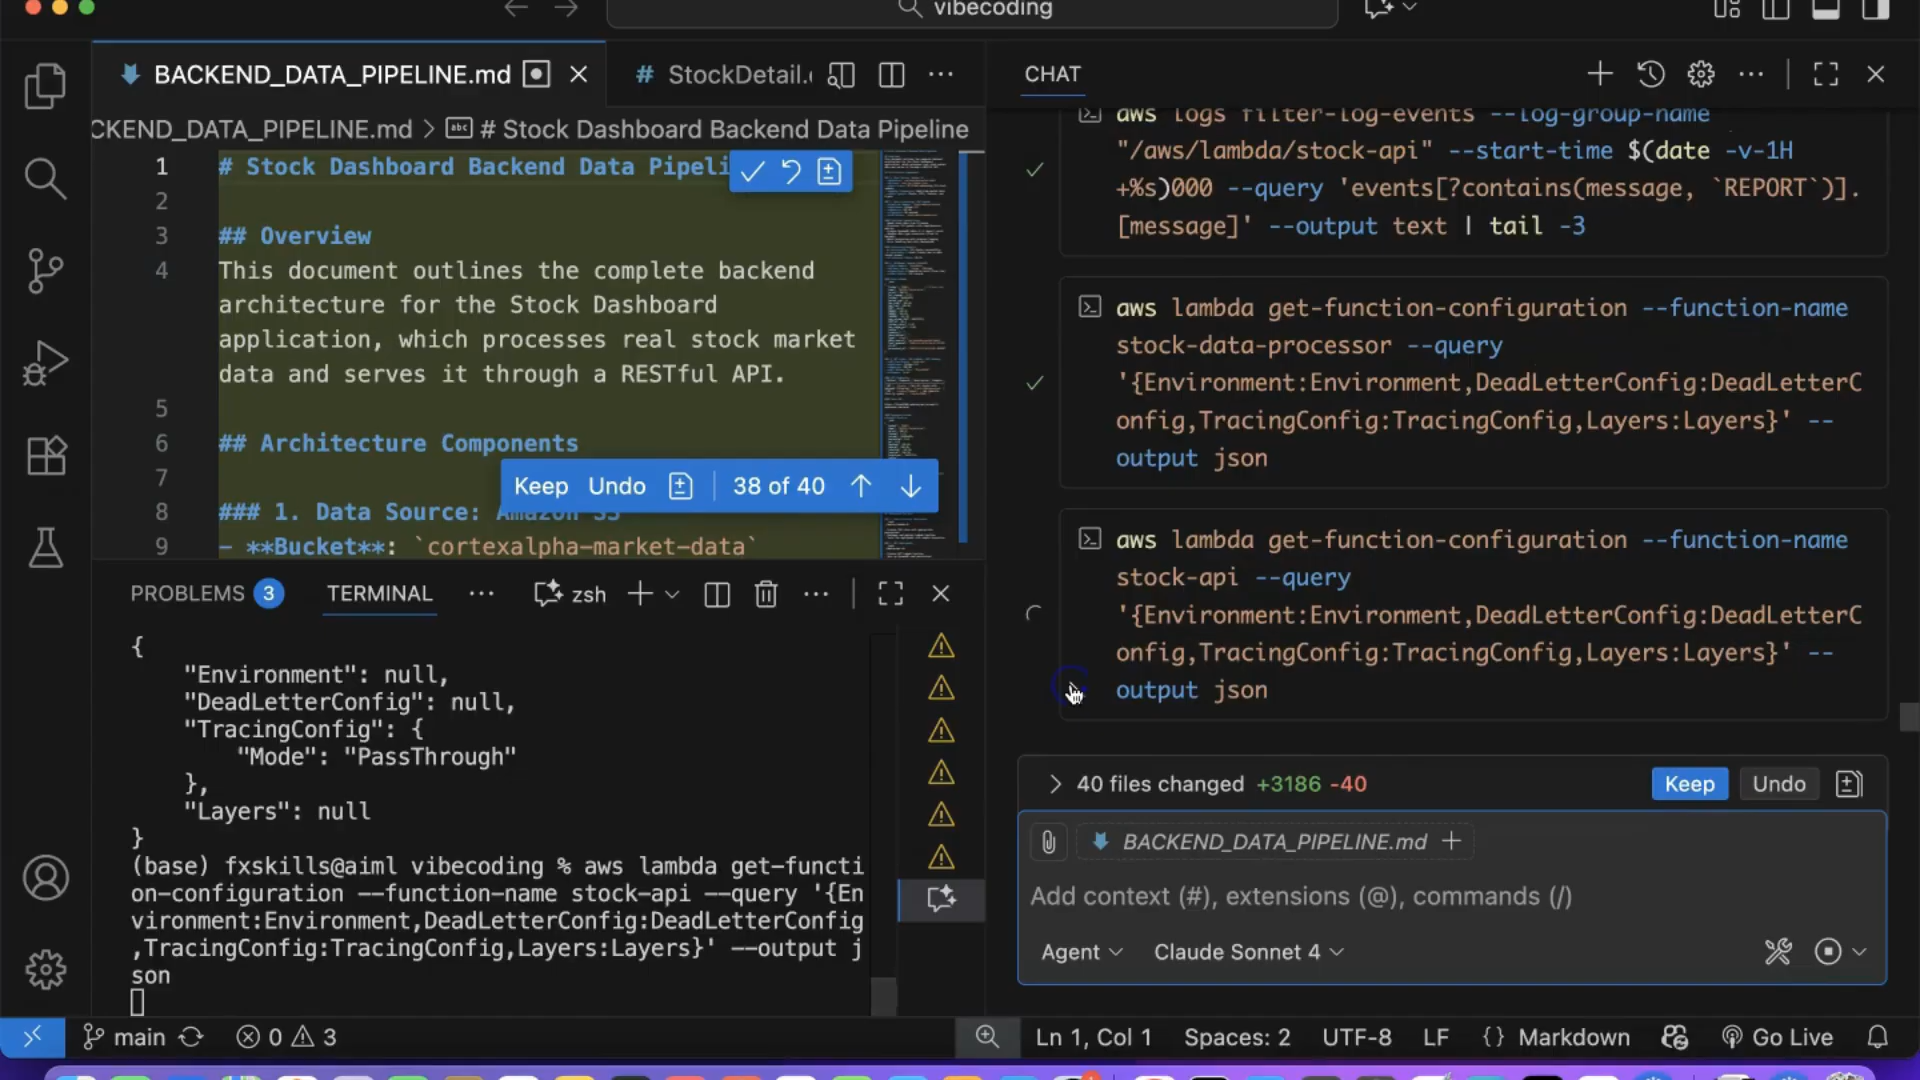 vibecoding
BACKEND_DATA_PIPELINE.md
# StockDetail.
CKEND_DATA_PIPELINE.md > # Stock Dashboard Backend Data Pipeline
1 # Stock Dashboard Backend Data Pipeli
2
3 ## Overview
4 This document outlines the complete backend
architecture for the Stock Dashboard
application, which processes real stock market
data and serves it through a RESTful API.
5
6 ## Architecture Components
7
Keep Undo 38 of 40
8 ### 1. Data Source: Amazon S3
9 - **Bucket**: `cortexalpha-market-data`
PROBLEMS 3 TERMINAL ... zsh
{
"Environment": null,
"DeadLetterConfig": null,
"TracingConfig": {
"Mode": "PassThrough"
},
"Layers": null
}
(base) fxskills@aiml vibecoding % aws lambda get-functi
on-configuration --function-name stock-api --query '{En
vironment:Environment,DeadLetterConfig:DeadLetterConfig
,TracingConfig:TracingConfig,Layers:Layers}' --output j
son
CHAT
aws logs filter-log-events --log-group-name
"/aws/lambda/stock-api" --start-time $(date -v-1H
+%s)000 --query 'events[?contains(message, `REPORT`)].
[message]' --output text | tail -3
aws lambda get-function-configuration --function-name
stock-data-processor --query
'{Environment:Environment,DeadLetterConfig:DeadLetterC
onfig,TracingConfig:TracingConfig,Layers:Layers}' --
output json
aws lambda get-function-configuration --function-name
stock-api --query
'{Environment:Environment,DeadLetterConfig:DeadLetterC
onfig,TracingConfig:TracingConfig,Layers:Layers}' --
output json
40 files changed +3186 -40 Keep Undo
BACKEND_DATA_PIPELINE.md +
Add context (#), extensions (@), commands (/)
Agent Claude Sonnet 4
main 0 3 Ln 1, Col 1 Spaces: 2 UTF-8 LF {} Markdown Go Live